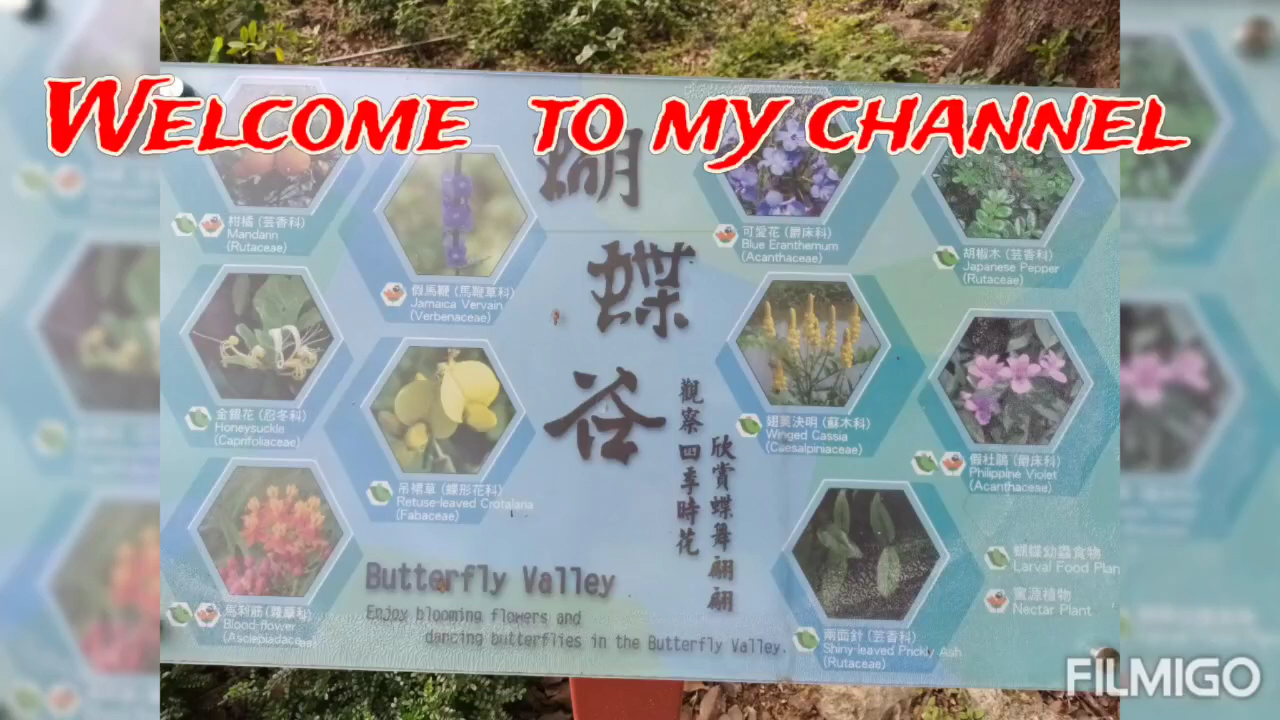 WELCOME TO MY CHANNEL
蝴
蝶
谷
觀察四季時花
欣賞蝶舞翩翩
柑橘 (芸香科)
Mandarin
(Rutaceae)
假馬鞭 (馬鞭草科)
Jamaica Vervain
(Verbenaceae)
可愛花 (爵床科)
Blue Eranthemum
(Acanthaceae)
胡椒木 (芸香科)
Japanese Pepper
(Rutaceae)
金銀花 (忍冬科)
Honeysuckle
(Caprifoliaceae)
吊裙草 (蝶形花科)
Retuse-leaved Crotalaria
(Fabaceae)
翅莢決明 (蘇木科)
Winged Cassia
(Caesalpiniaceae)
假杜鵑 (爵床科)
Philippine Violet
(Acanthaceae)
馬利筋 (蘿藦科)
Blood-flower
(Asclepiadaceae)
Butterfly Valley
Enjoy blooming flowers and
dancing butterflies in the Butterfly Valley.
兩面針 (芸香科)
Shiny-leaved Prickly Ash
(Rutaceae)
蝴蝶幼蟲食物
Larval Food Plan
蜜源植物
Nectar Plant
FILMIGO